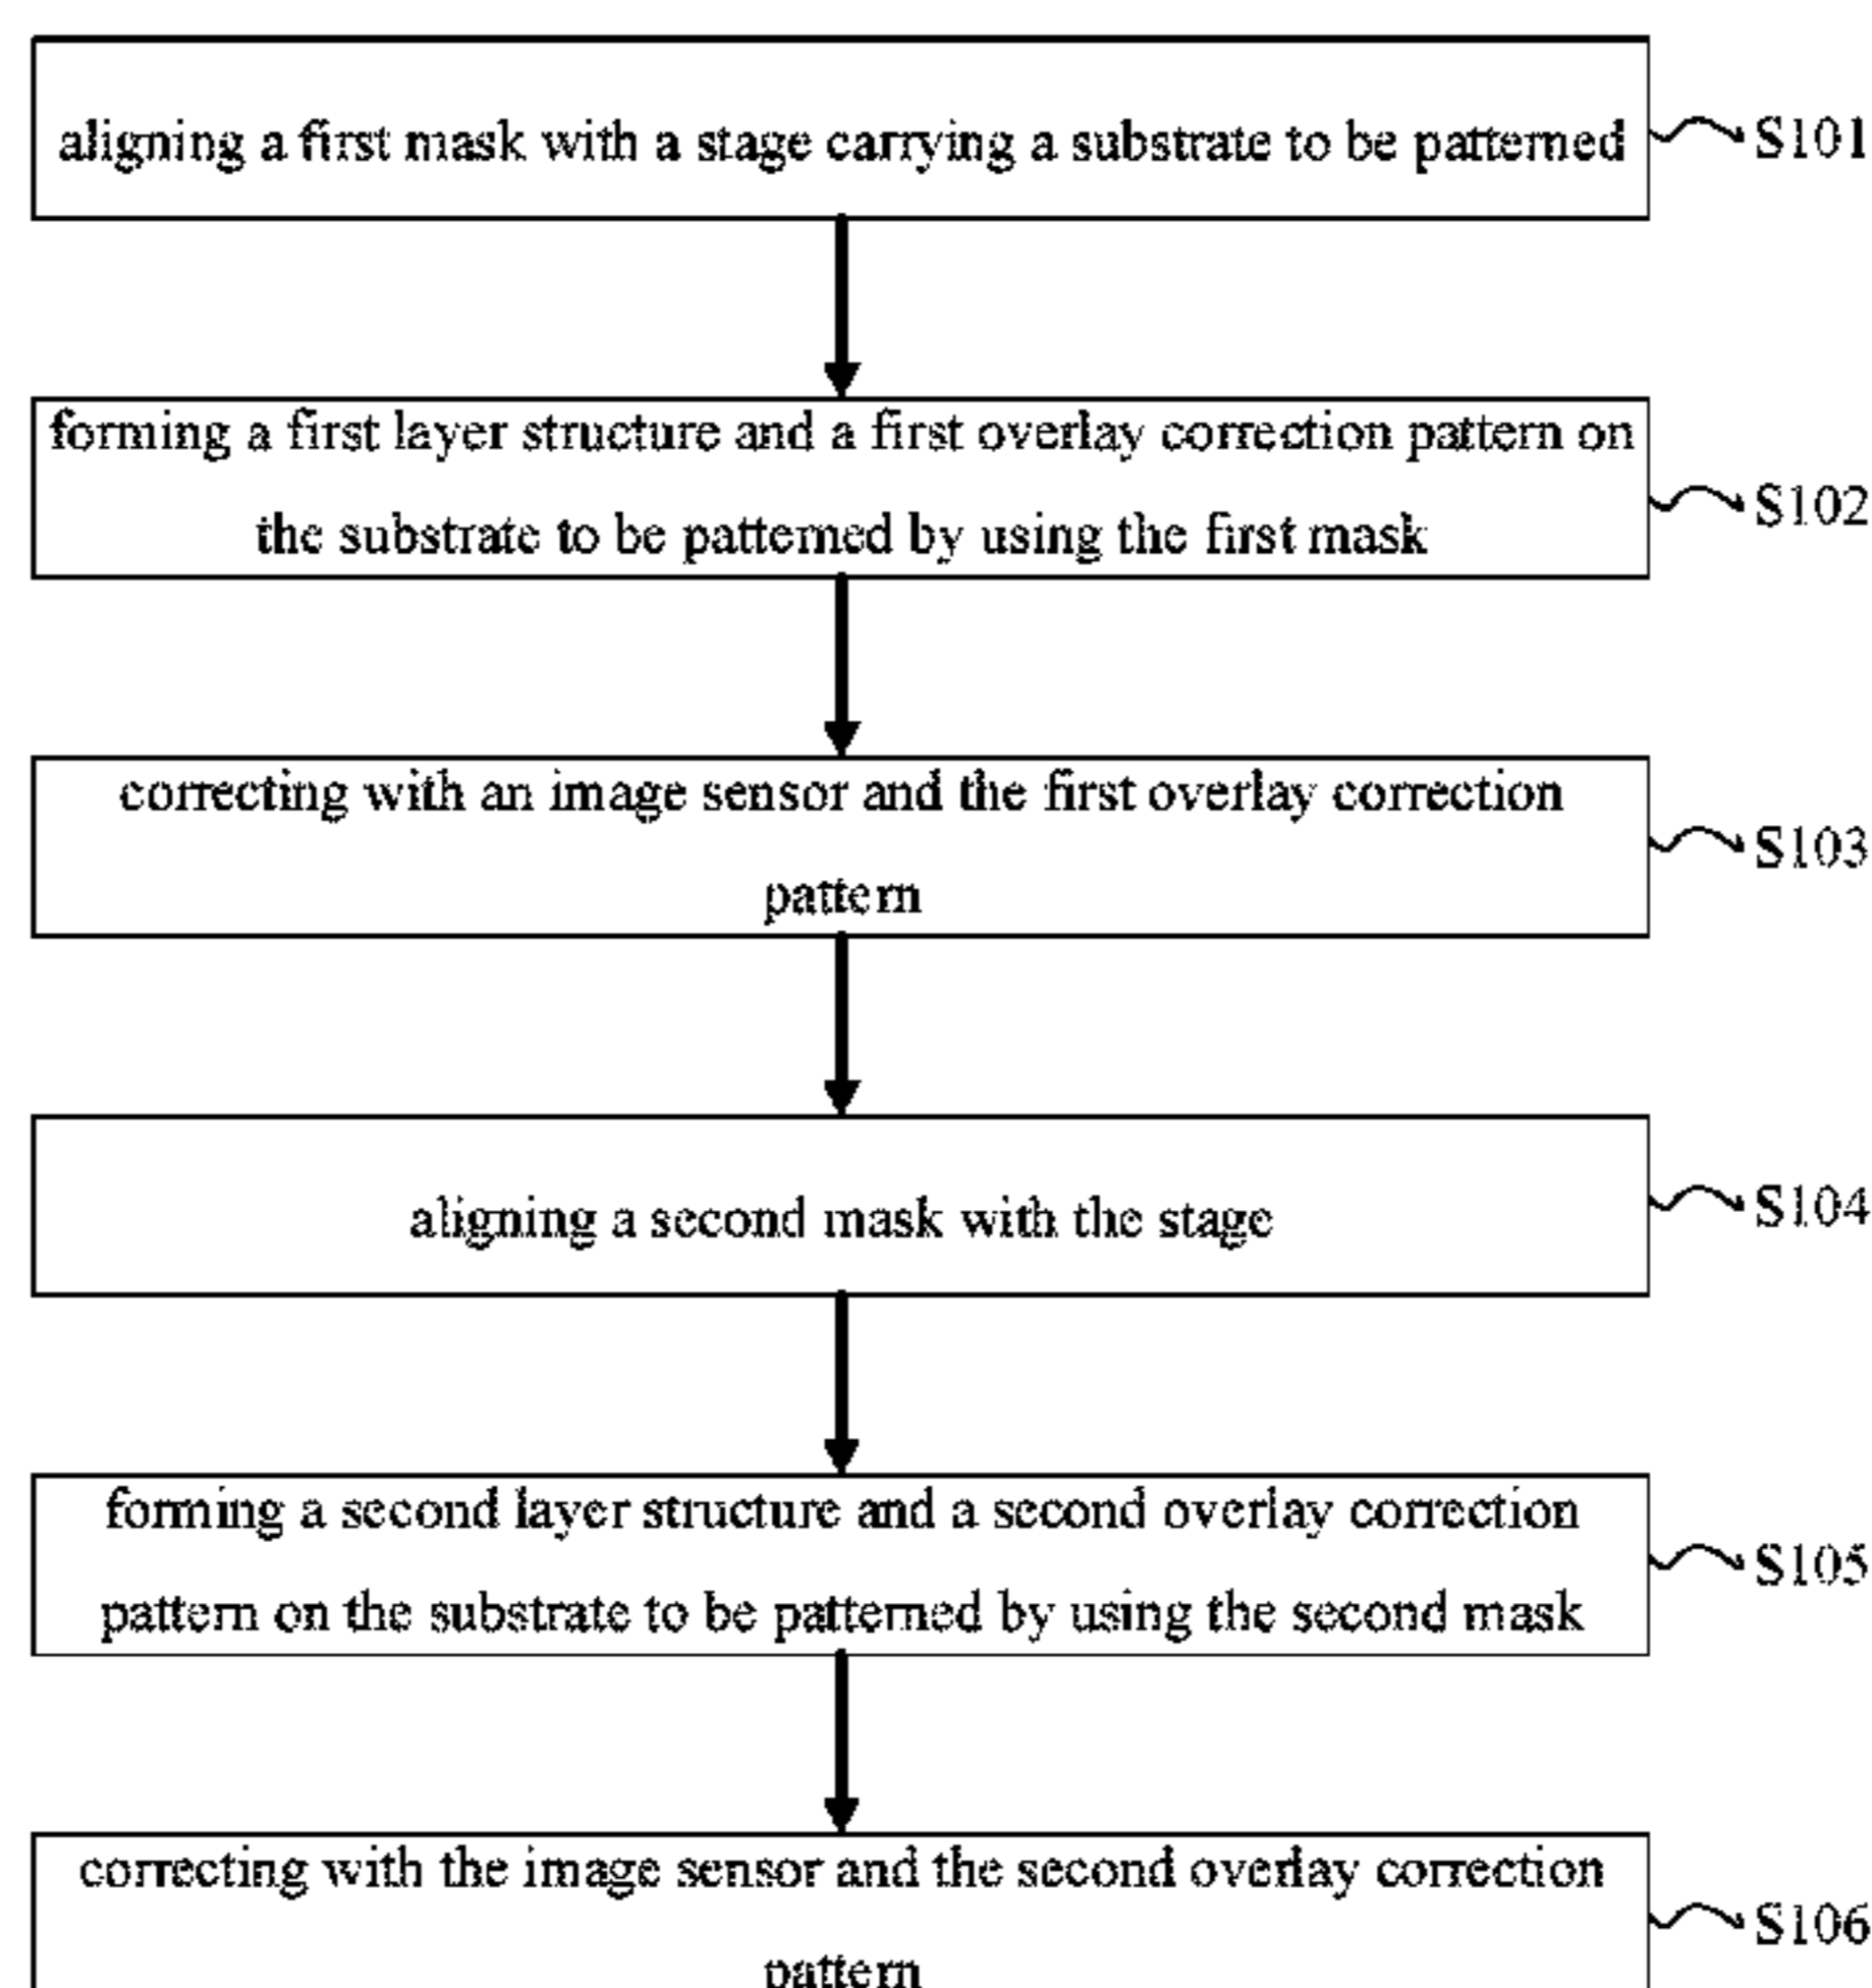 aligning a first mask with a stage carrying a substrate to be patterned
S101
forming a first layer structure and a first overlay correction pattern on
the substrate to be patterned by using the first mask
S102
correcting with an image sensor and the first overlay correction
pattern
S103
aligning a second mask with the stage
S104
forming a second layer structure and a second overlay correction
pattern on the substrate to be patterned by using the second mask
S105
correcting with the image sensor and the second overlay correction
pattern
S106